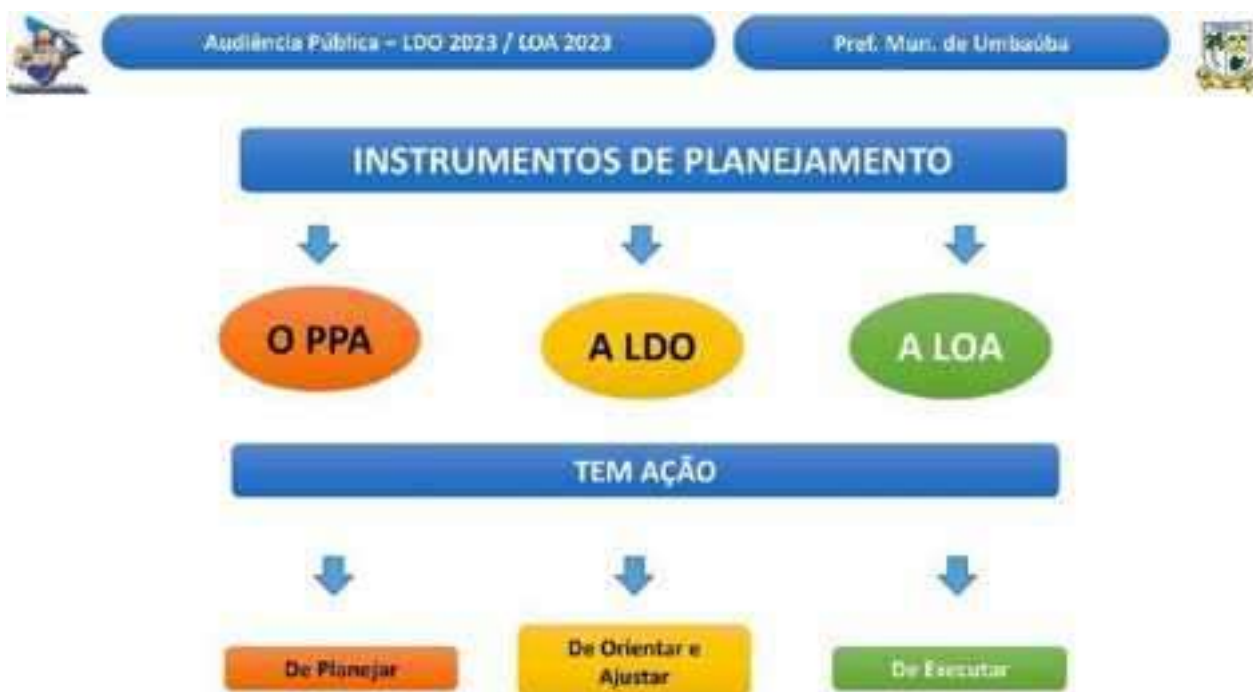 Audiência Pública – LDO 2023 / LOA 2023
Pref. Mun. de Umbaúba
INSTRUMENTOS DE PLANEJAMENTO
O PPA
A LDO
A LOA
TEM AÇÃO
De Planejar
De Orientar e
Ajustar
De Executar